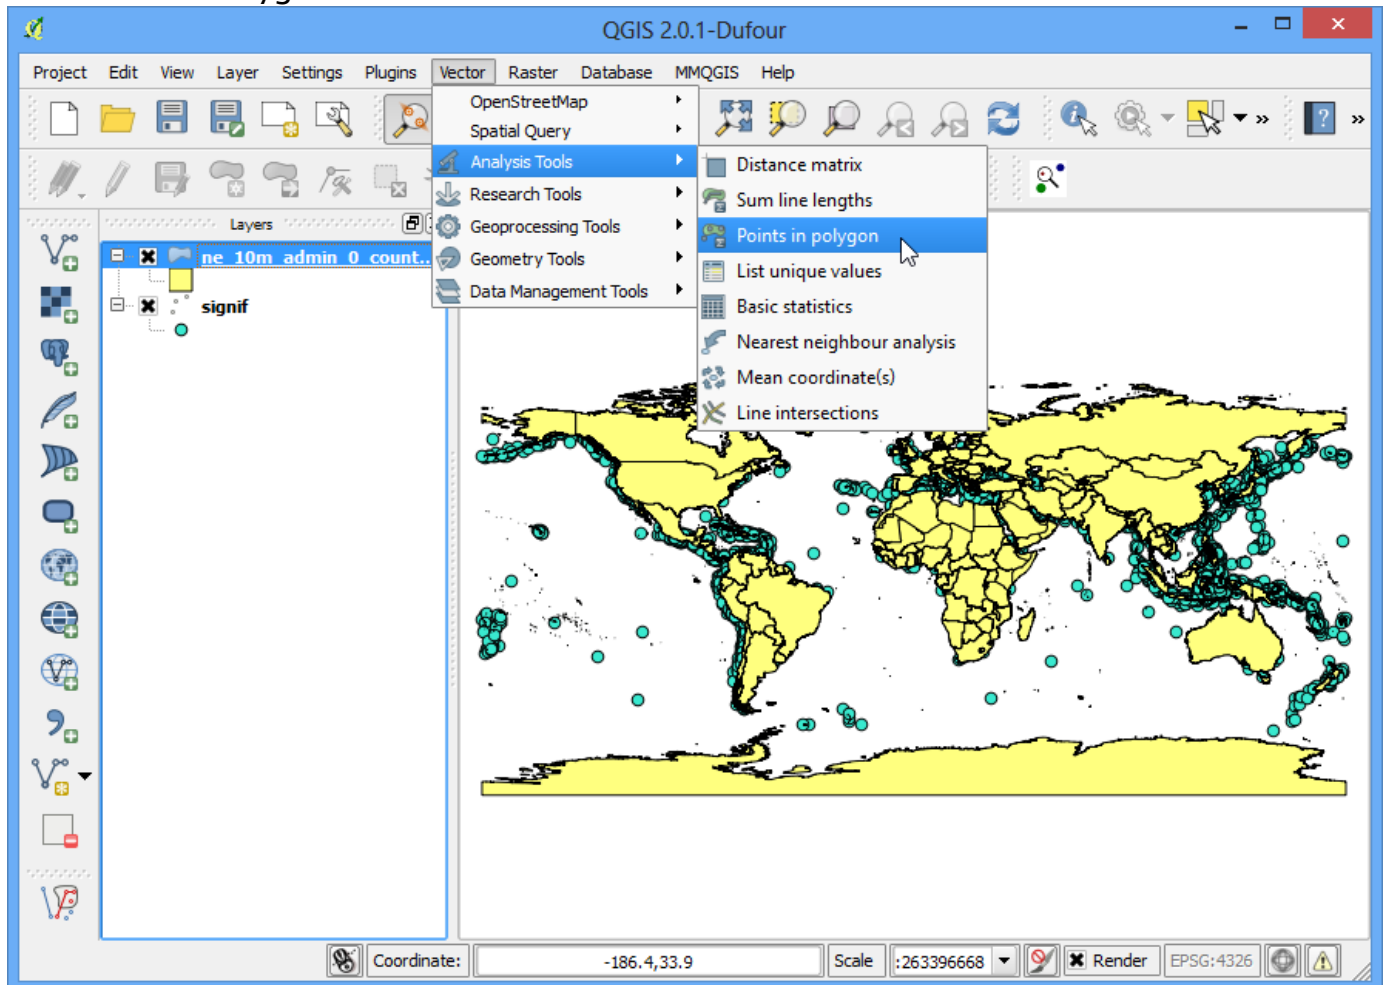 QGIS 2.0.1-Dufour
Project Edit View Layer Settings Plugins Vector Raster Database MMQGIS Help
OpenStreetMap
Spatial Query
Analysis Tools
Research Tools
Geoprocessing Tools
Geometry Tools
Data Management Tools
Distance matrix
Sum line lengths
Points in polygon
List unique values
Basic statistics
Nearest neighbour analysis
Mean coordinate(s)
Line intersections
Layers
ne_10m_admin_0_count...
signif
Coordinate: -186.4,33.9 Scale :263396668 Render EPSG:4326